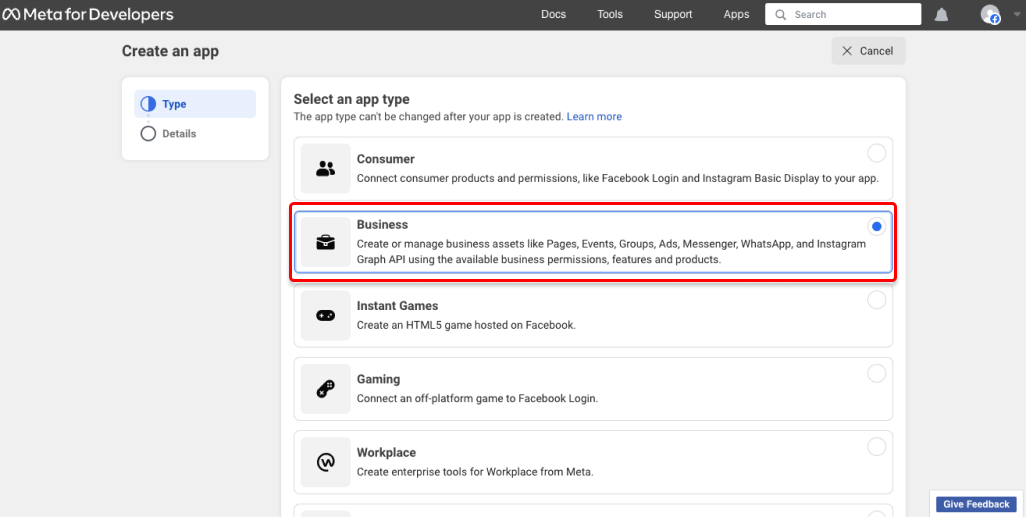 Meta for Developers
Docs
Tools
Support
Apps
Search
Create an app
Cancel
Type
Details
Select an app type
The app type can't be changed after your app is created. Learn more
Consumer
Connect consumer products and permissions, like Facebook Login and Instagram Basic Display to your app.
Business
Create or manage business assets like Pages, Events, Groups, Ads, Messenger, WhatsApp, and Instagram
Graph API using the available business permissions, features and products.
Instant Games
Create an HTML5 game hosted on Facebook.
Gaming
Connect an off-platform game to Facebook Login.
Workplace
Create enterprise tools for Workplace from Meta.
Give Feedback